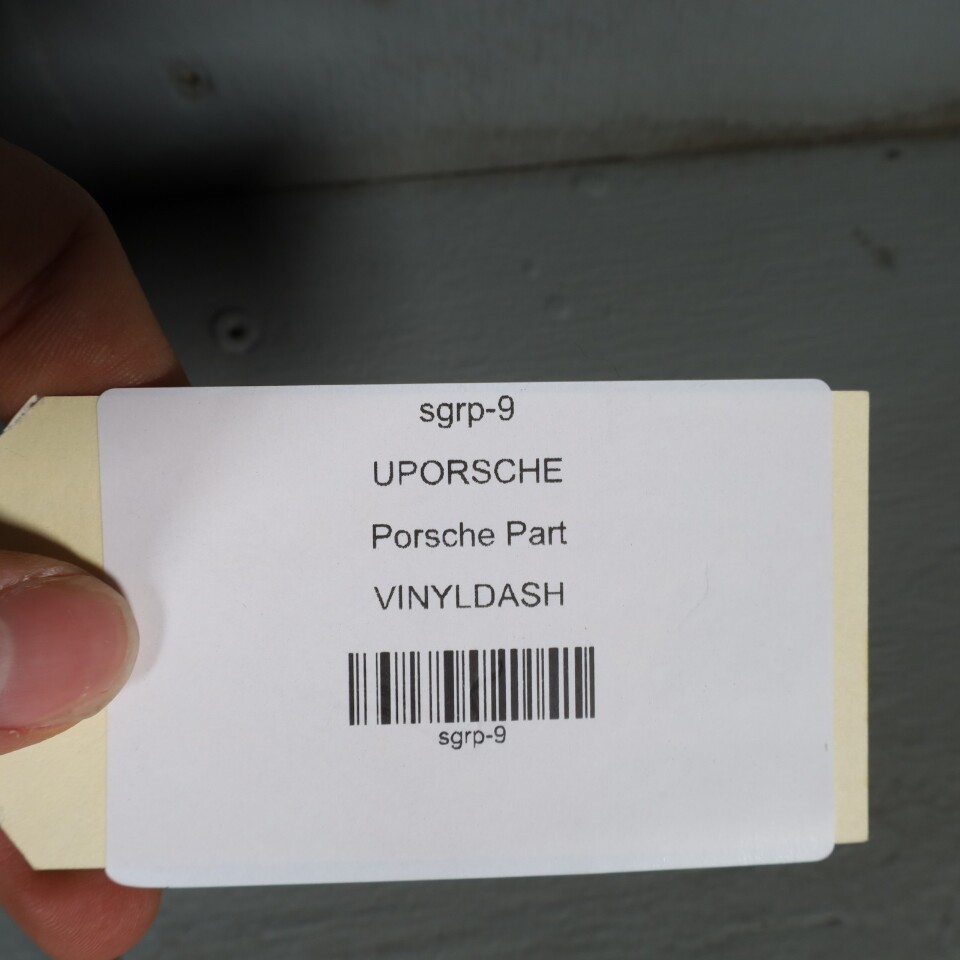 sgrp-9
UPORSCHE
Porsche Part
VINYLDASH
sgrp-9